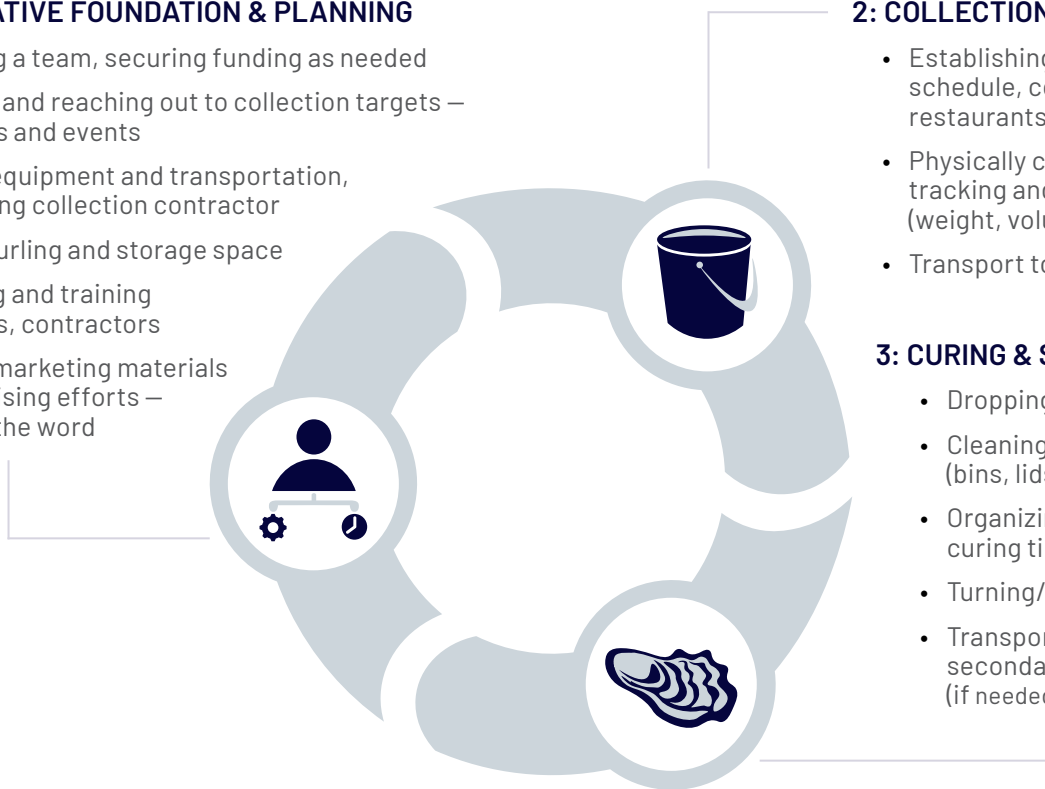 ATIVE FOUNDATION & PLANNING
g a team, securing funding as needed
and reaching out to collection targets —
s and events
equipment and transportation,
ng collection contractor
urling and storage space
g and training
s, contractors
marketing materials
ising efforts —
the word
2: COLLECTION
• Establishing
schedule, co
restaurants
• Physically c
tracking and
(weight, volu
• Transport to
3: CURING & S
• Dropping
• Cleaning
(bins, lids
• Organizi
curing ti
• Turning/
• Transpor
seconda
(if needed